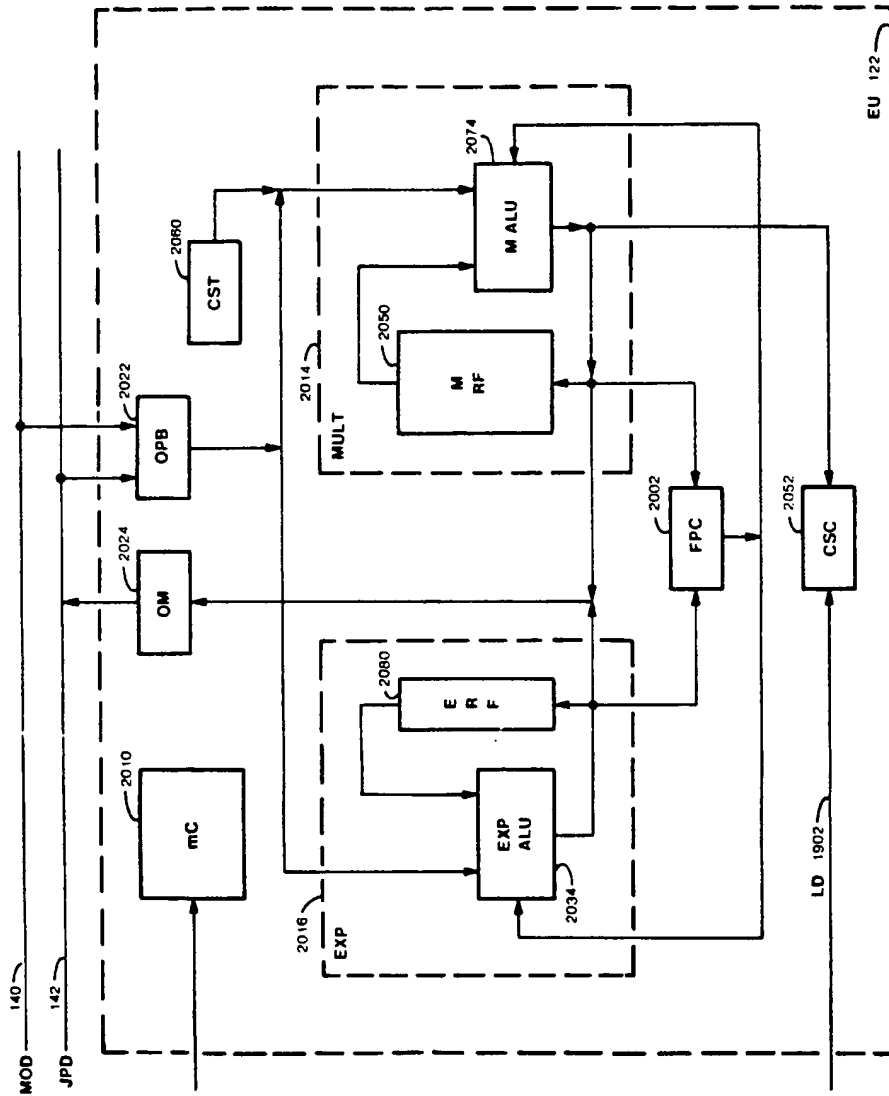 MOD 140
JPD 142
2010
mC
2024
OM
2022
OPB
2060
CST
2016
EXP
2034
EXP
ALU
2080
E
R
F
2014
MULT
2050
M
RF
2074
M ALU
2002
FPC
2052
CSC
LD 1902
EU 122